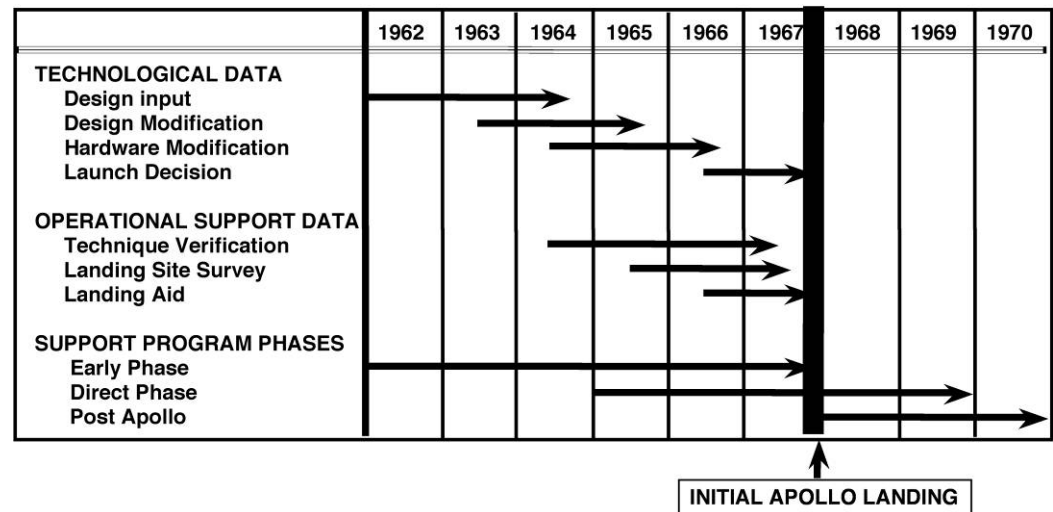 1962 1963 1964 1965 1966 1967 1968 1969 1970
TECHNOLOGICAL DATA
Design input
Design Modification
Hardware Modification
Launch Decision
OPERATIONAL SUPPORT DATA
Technique Verification
Landing Site Survey
Landing Aid
SUPPORT PROGRAM PHASES
Early Phase
Direct Phase
Post Apollo
INITIAL APOLLO LANDING